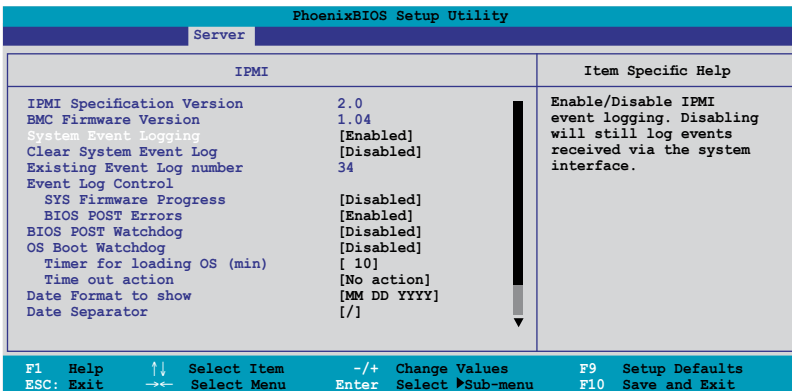 PhoenixBIOS Setup Utility
Server
IPMI
Item Specific Help
IPMI Specification Version 2.0
BMC Firmware Version 1.04
System Event Logging [Enabled]
Clear System Event Log [Disabled]
Existing Event Log number 34
Event Log Control
SYS Firmware Progress [Disabled]
BIOS POST Errors [Enabled]
BIOS POST Watchdog [Disabled]
OS Boot Watchdog [Disabled]
Timer for loading OS (min) [ 10]
Time out action [No action]
Date Format to show [MM DD YYYY]
Date Separator [/]
Enable/Disable IPMI
event logging. Disabling
will still log events
received via the system
interface.
F1 Help ↑↓ Select Item -/+ Change Values F9 Setup Defaults
ESC: Exit →← Select Menu Enter Select ▶Sub-menu F10 Save and Exit